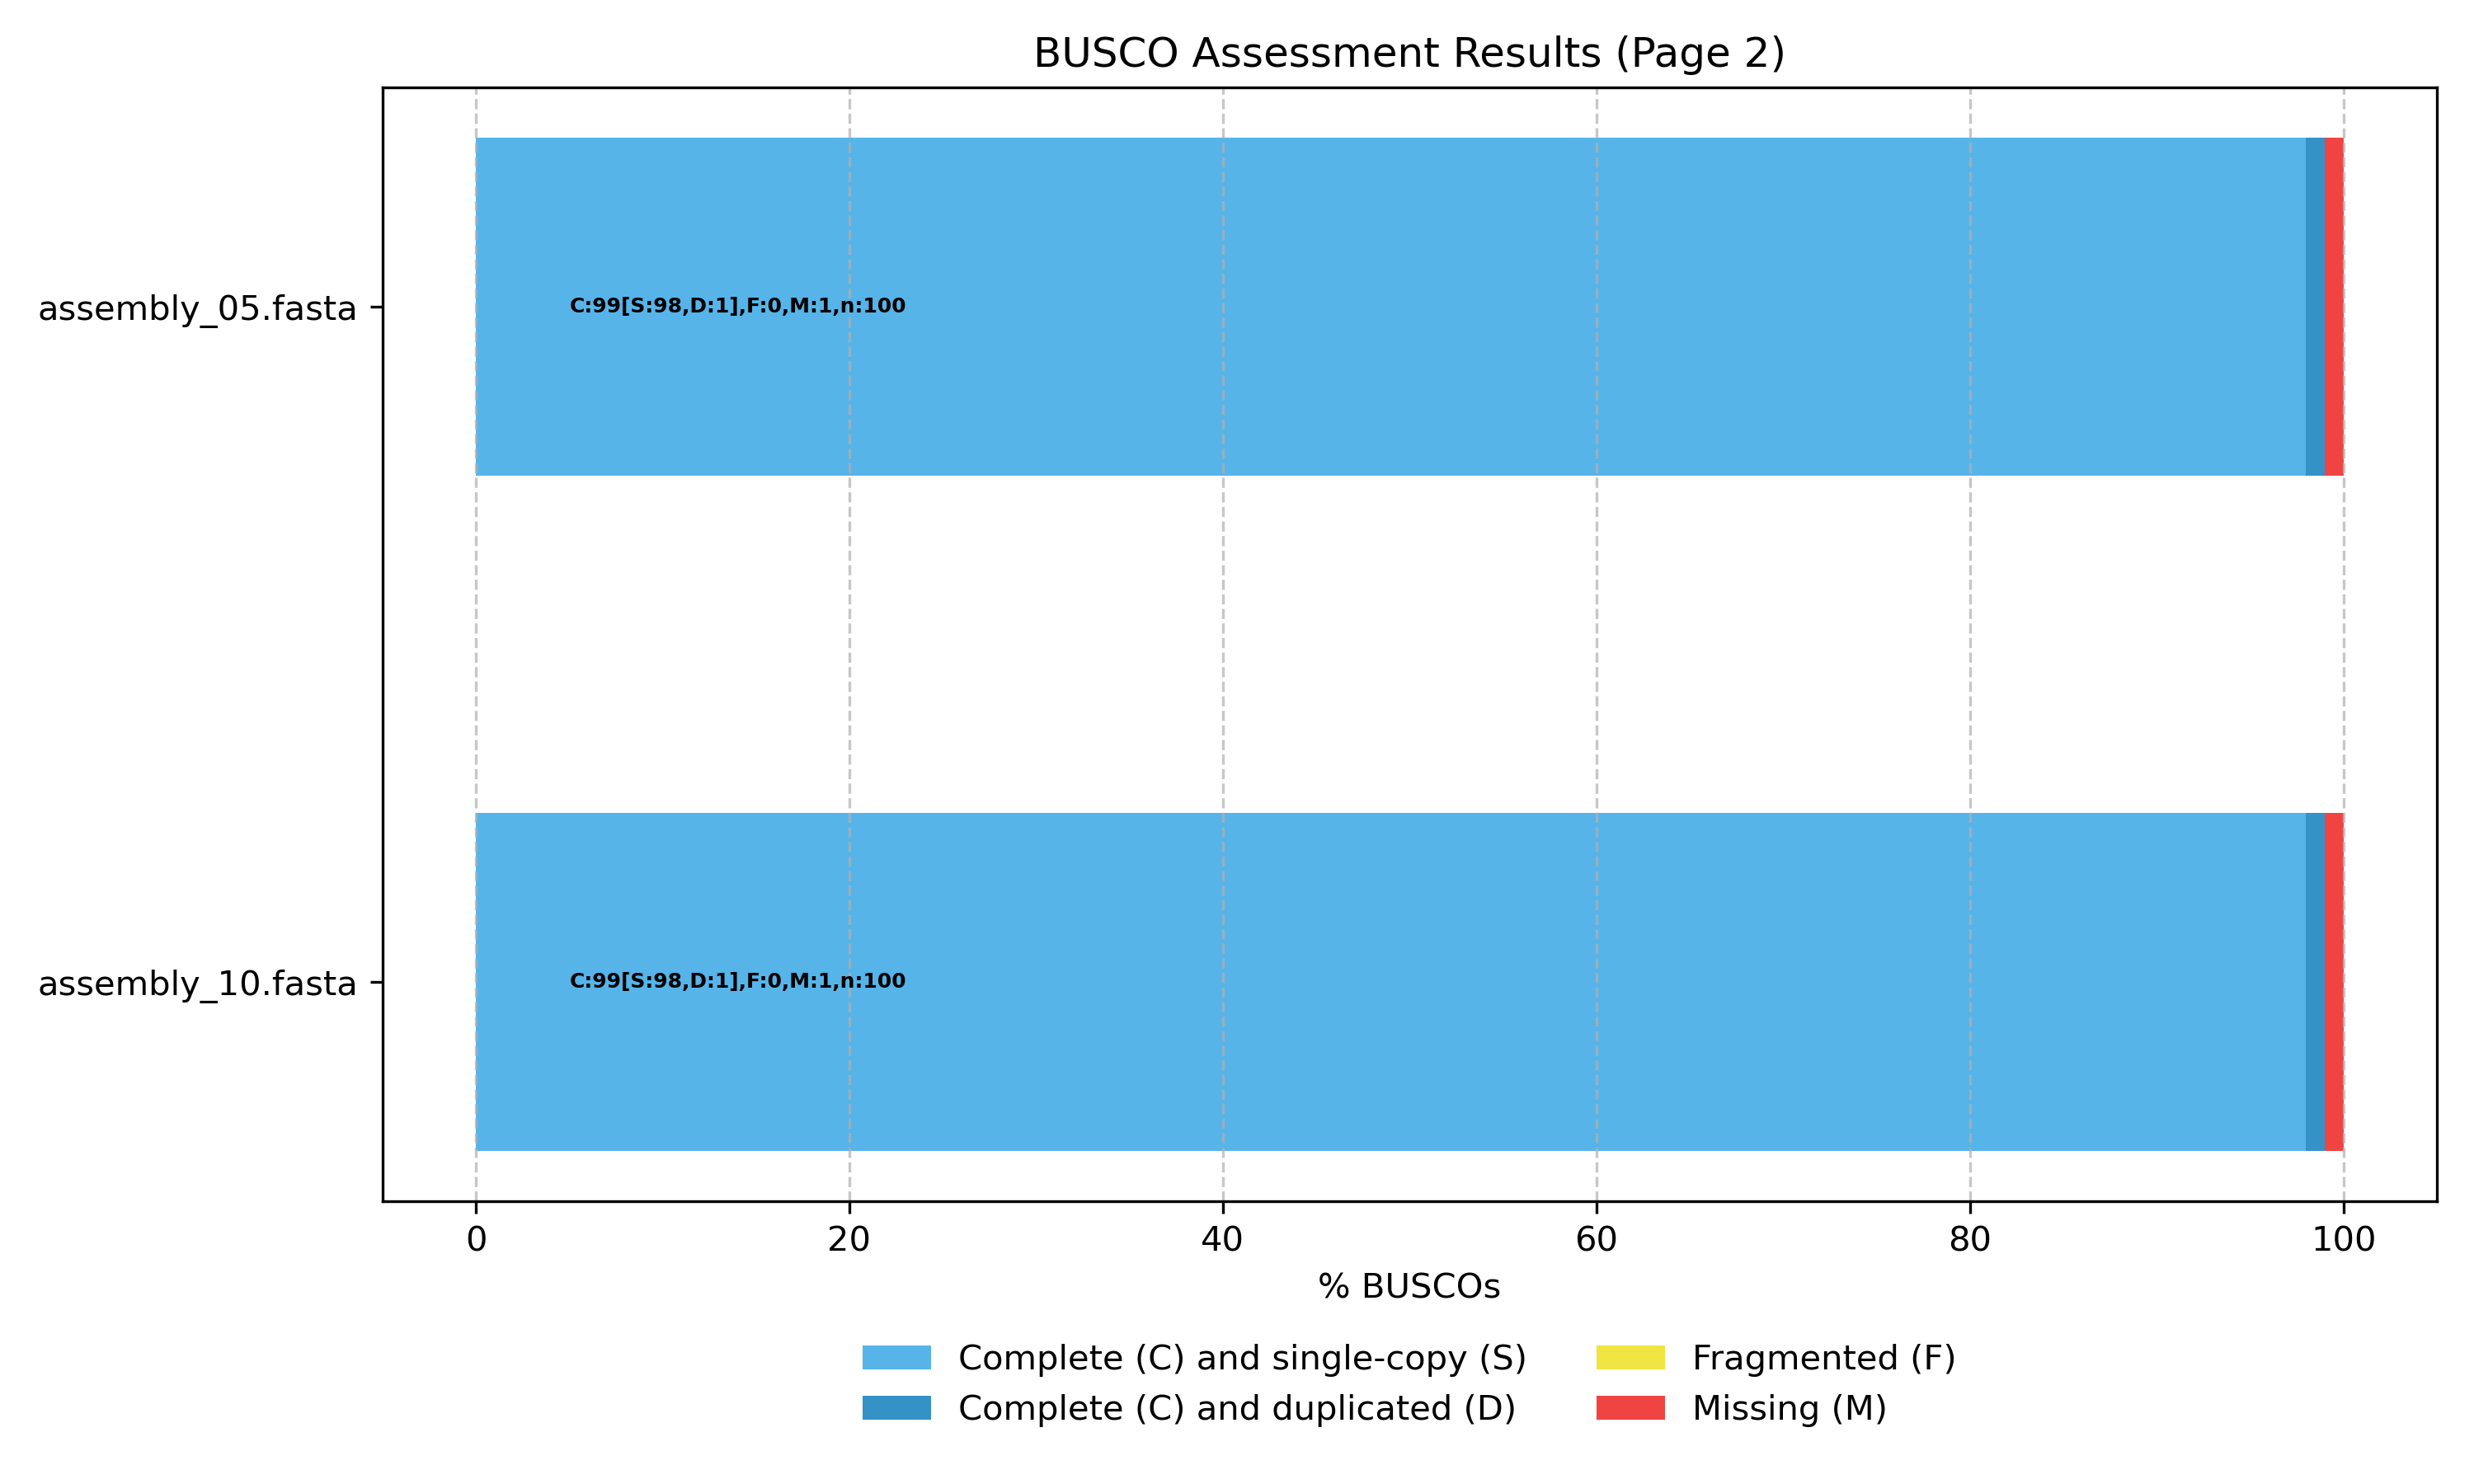 BUSCO Assessment Results (Page 2)
assembly_05.fasta
C:99[S:98,D:1],F:0,M:1,n:100
assembly_10.fasta
C:99[S:98,D:1],F:0,M:1,n:100
0 20 40 60 80 100
% BUSCOs
Complete (C) and single-copy (S)
Complete (C) and duplicated (D)
Fragmented (F)
Missing (M)